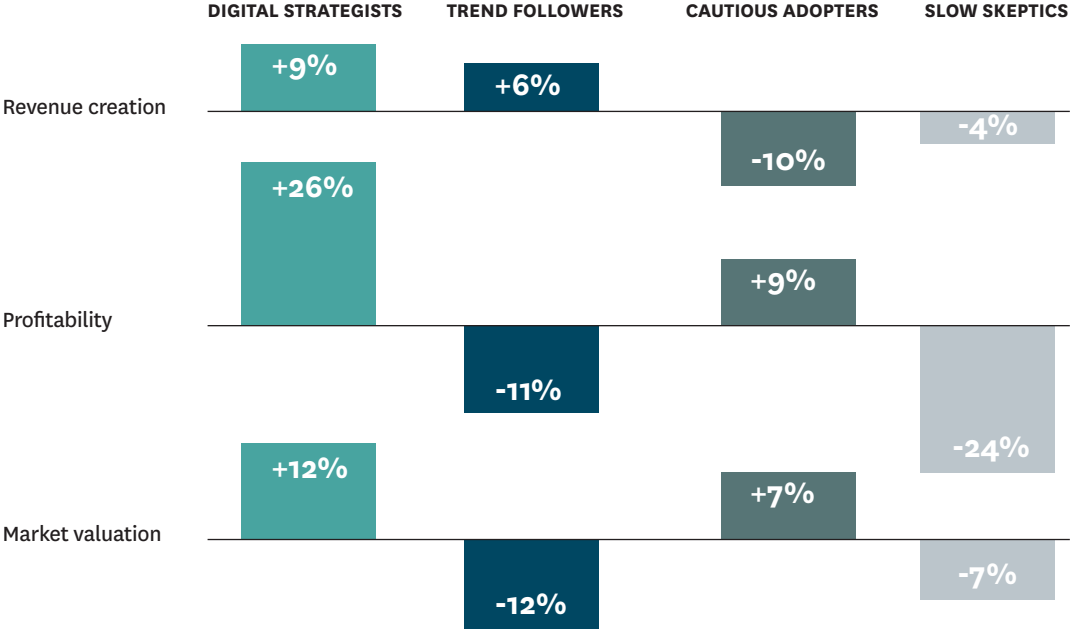 DIGITAL STRATEGISTS TREND FOLLOWERS CAUTIOUS ADOPTERS SLOW SKEPTICS
Revenue creation +9% +6% -10% -4%
Profitability +26% -11% +9% -24%
Market valuation +12% -12% +7% -7%